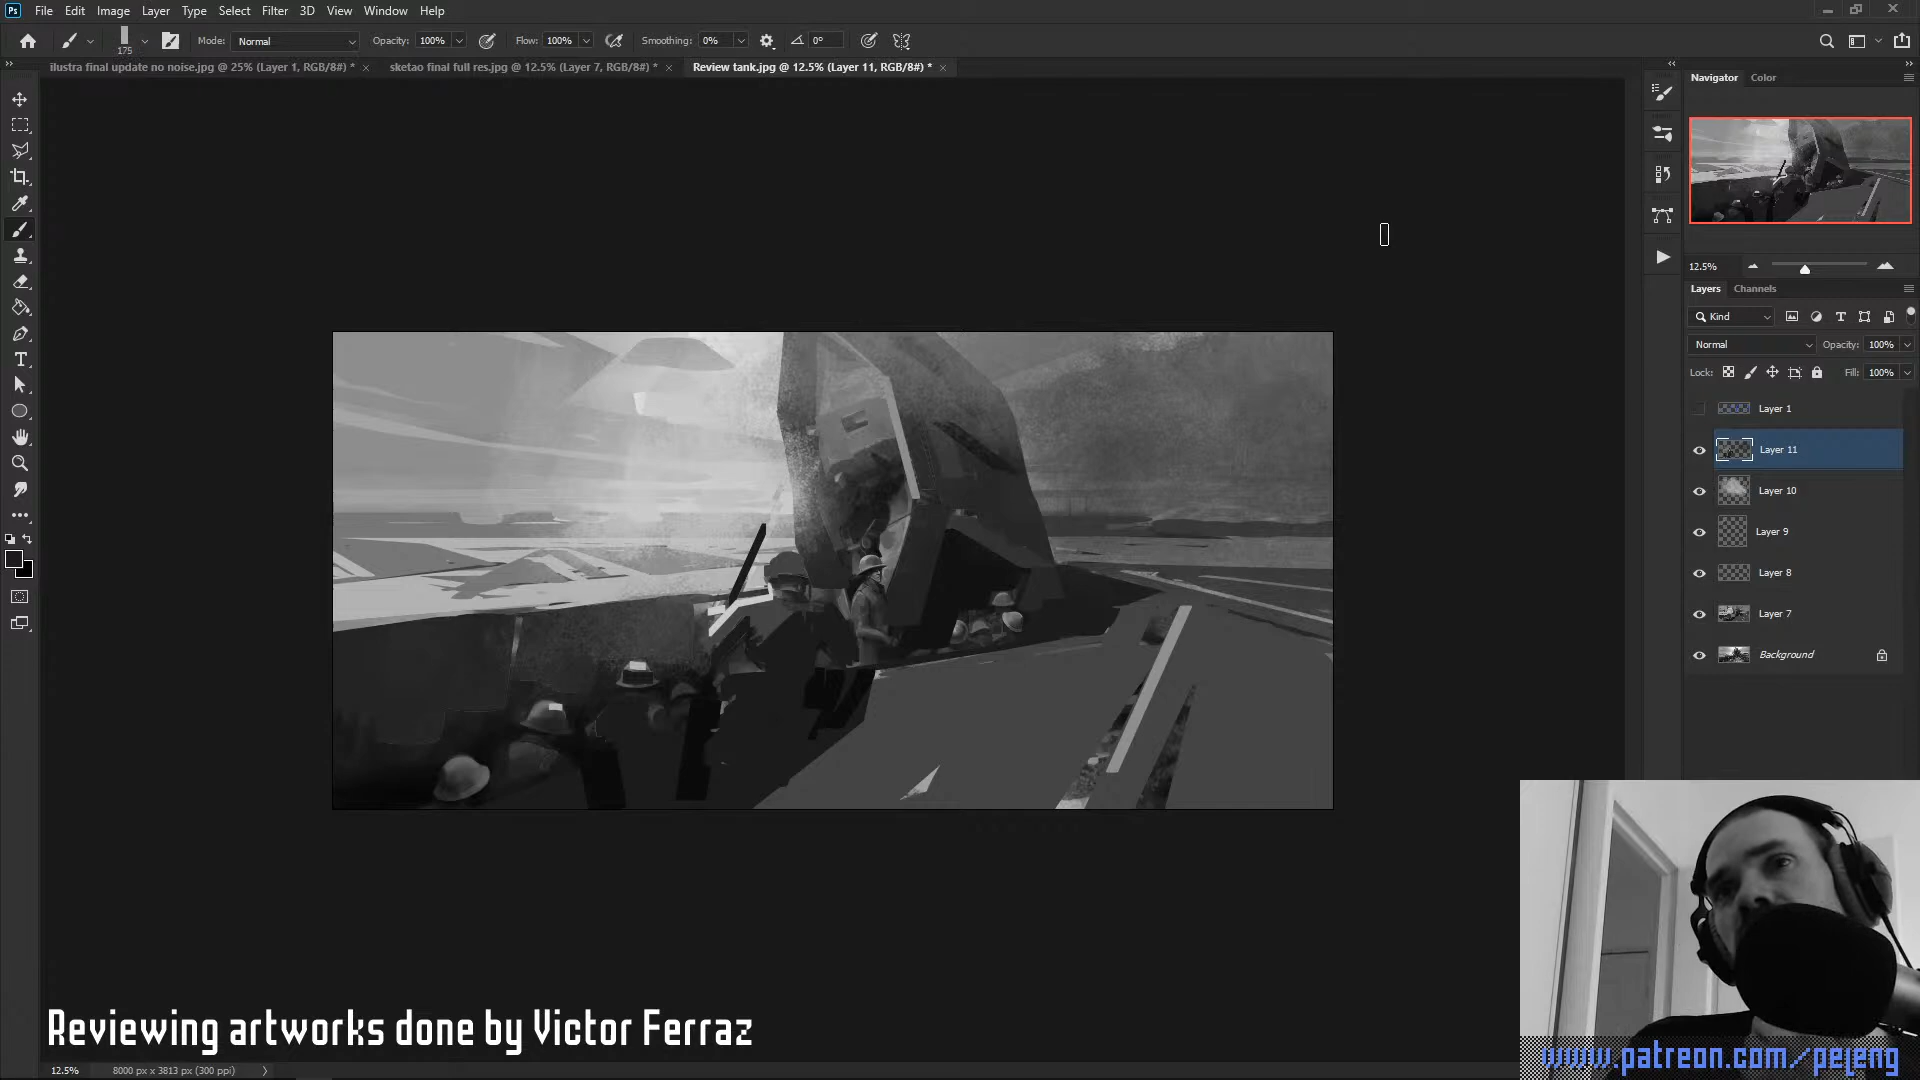 File Edit Image Layer Type Select Filter 3D View Window Help
175 Mode: Normal Opacity: 100% Flow: 100% Smoothing: 0% 0°
ilustra final update no noise.jpg @ 25% (Layer 1, RGB/8#) * sketao final full res.jpg @ 12.5% (Layer 7, RGB/8#) * Review tank.jpg @ 12.5% (Layer 11, RGB/8#) *
Navigator Color
12.5%
Layers Channels
Kind
Normal Opacity: 100%
Lock: Fill: 100%
Layer 1
Layer 11
Layer 10
Layer 9
Layer 8
Layer 7
Background
Reviewing artworks done by Victor Ferraz
www.patreon.com/pejeng
12.5% 8000 px x 3813 px (300 ppi)